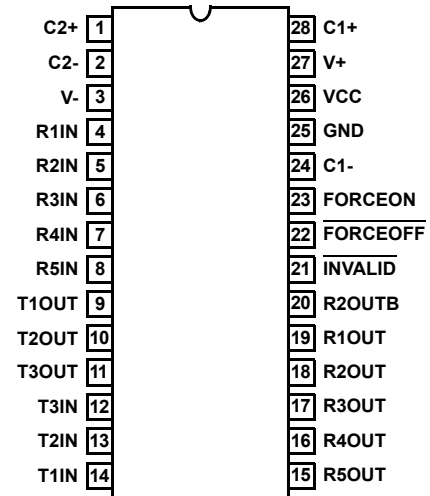 C2+ 1 28 C1+
C2- 2 27 V+
V- 3 26 VCC
R1IN 4 25 GND
R2IN 5 24 C1-
R3IN 6 23 FORCEON
R4IN 7 22 FORCEOFF
R5IN 8 21 INVALID
T1OUT 9 20 R2OUTB
T2OUT 10 19 R1OUT
T3OUT 11 18 R2OUT
T3IN 12 17 R3OUT
T2IN 13 16 R4OUT
T1IN 14 15 R5OUT